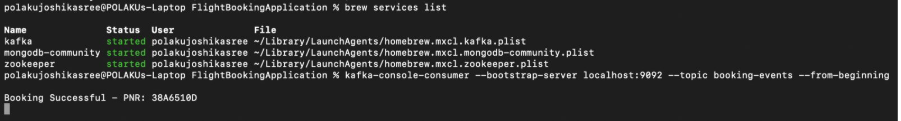 polakujoshikasree@POLAKUs-Laptop FlightBookingApplication % brew services list
Name Status User File
kafka started polakujoshikasree ~/Library/LaunchAgents/homebrew.mxcl.kafka.plist
mongodb-community started polakujoshikasree ~/Library/LaunchAgents/homebrew.mxcl.mongodb-community.plist
zookeeper started polakujoshikasree ~/Library/LaunchAgents/homebrew.mxcl.zookeeper.plist
polakujoshikasree@POLAKUs-Laptop FlightBookingApplication % kafka-console-consumer --bootstrap-server localhost:9092 --topic booking-events --from-beginning
Booking Successful - PNR: 38A6510D